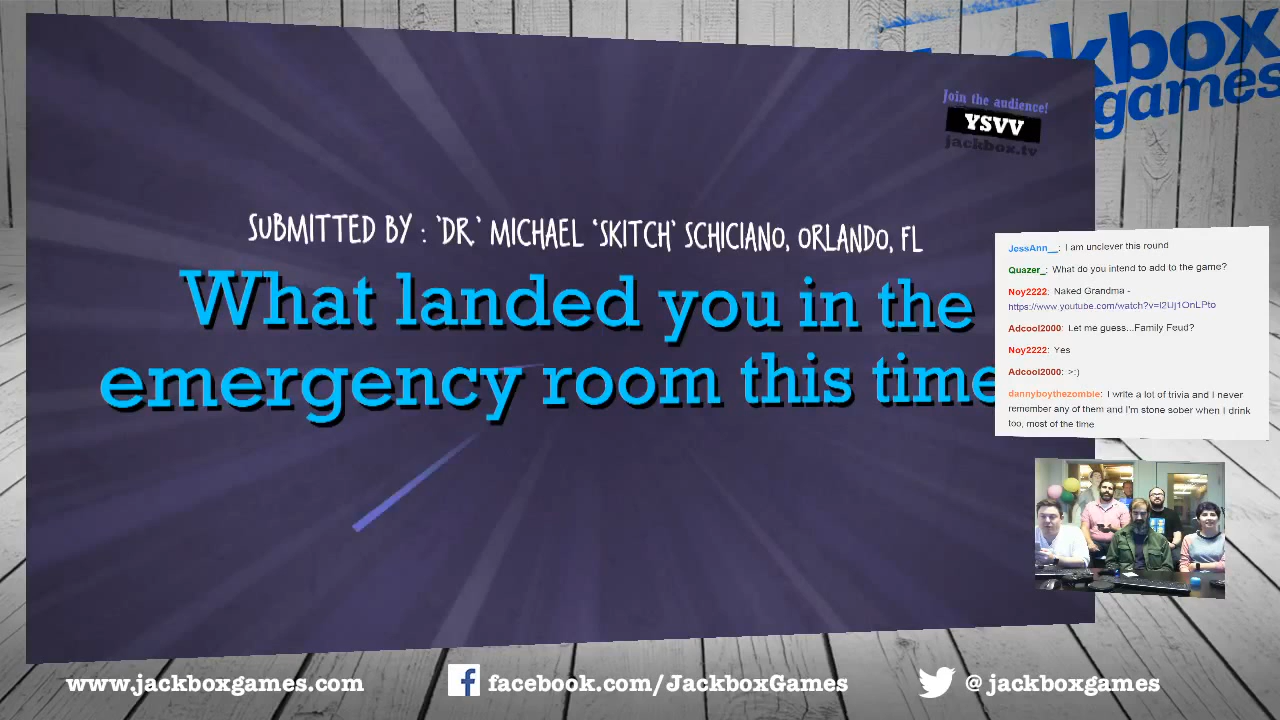 Join the audience!
YSVV
jackbox.tv
jackbox
games
SUBMITTED BY : 'DR.' MICHAEL 'SKITCH' SCHICIANO, ORLANDO, FL
What landed you in the
emergency room this time
JessAnn__: I am unclever this round
Quazer_: What do you intend to add to the game?
Noy2222: Naked Grandma -
https://www.youtube.com/watch?v=l2Uj1OnLPto
Adcool2000: Let me guess...Family Feud?
Noy2222: Yes
Adcool2000: >:)
dannyboythezombie: I write a lot of trivia and I never
remember any of them and I'm stone sober when I drink
too, most of the time
www.jackboxgames.com
facebook.com/JackboxGames
@jackboxgames